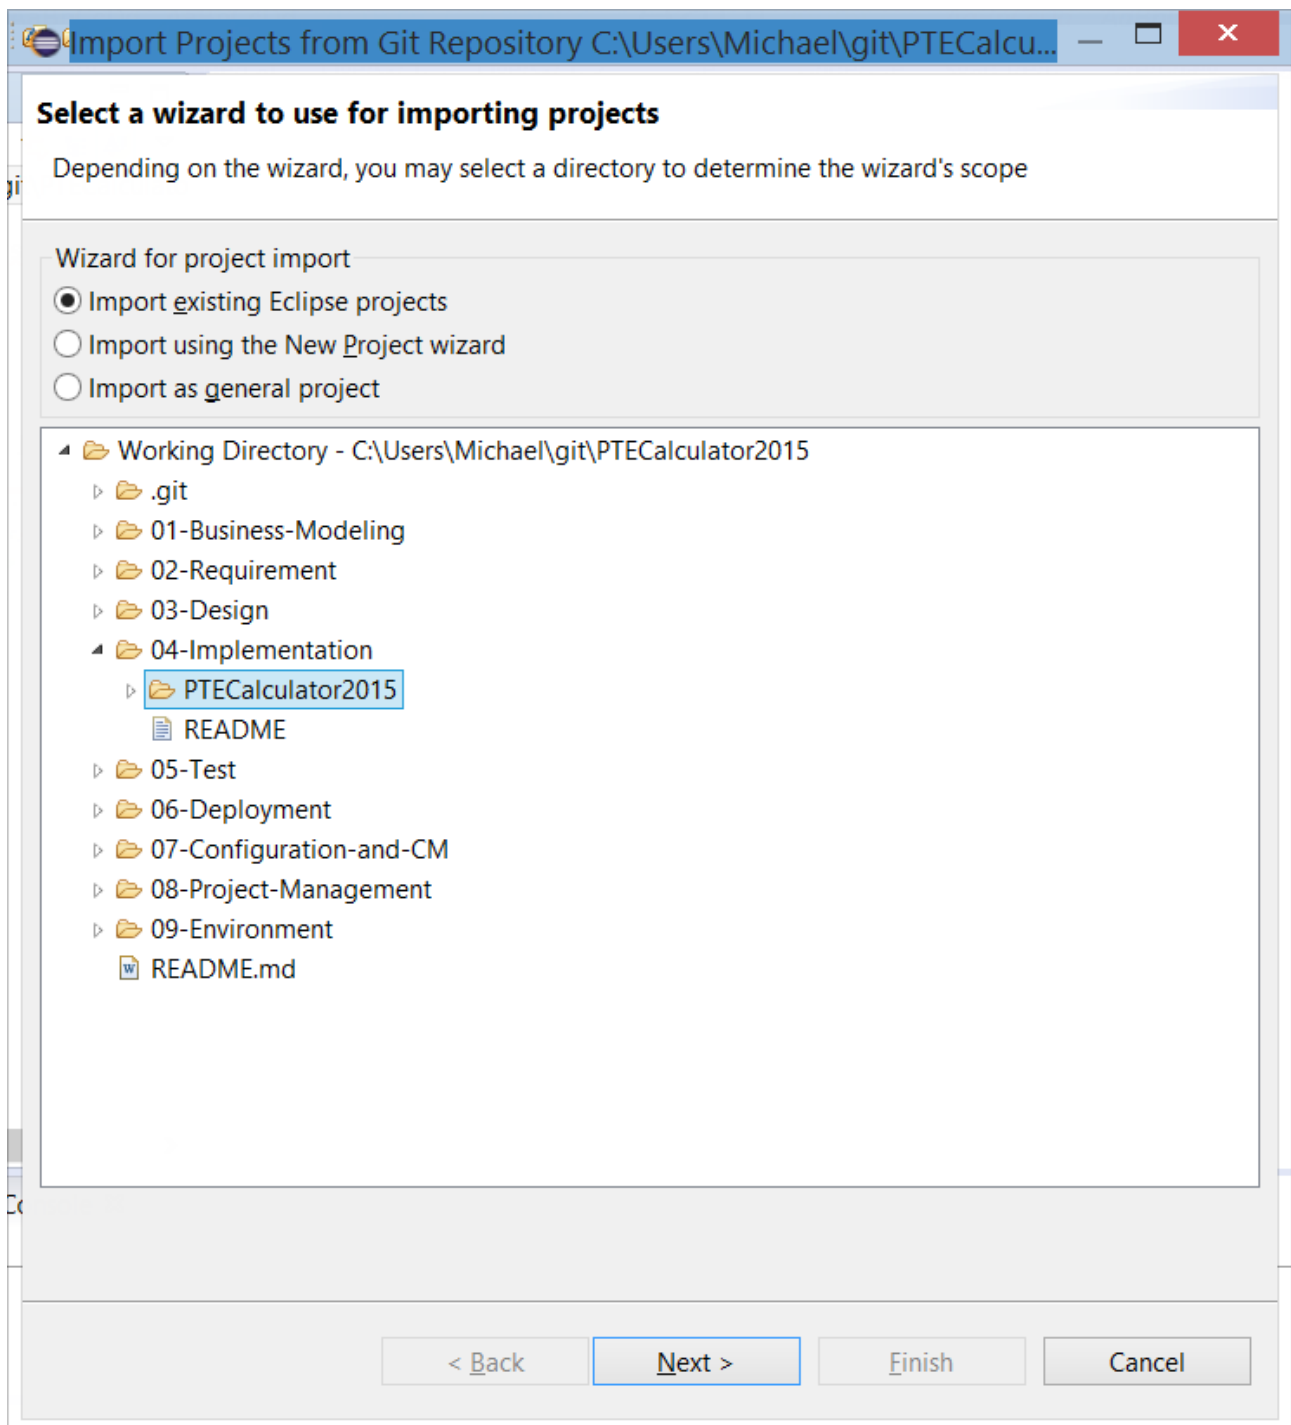 Import Projects from Git Repository C:\Users\Michael\git\PTECalcu...
Select a wizard to use for importing projects
Depending on the wizard, you may select a directory to determine the wizard's scope
Wizard for project import
Import existing Eclipse projects
Import using the New Project wizard
Import as general project
Working Directory - C:\Users\Michael\git\PTECalculator2015
.git
01-Business-Modeling
02-Requirement
03-Design
04-Implementation
PTECalculator2015
README
05-Test
06-Deployment
07-Configuration-and-CM
08-Project-Management
09-Environment
README.md
< Back
Next >
Finish
Cancel